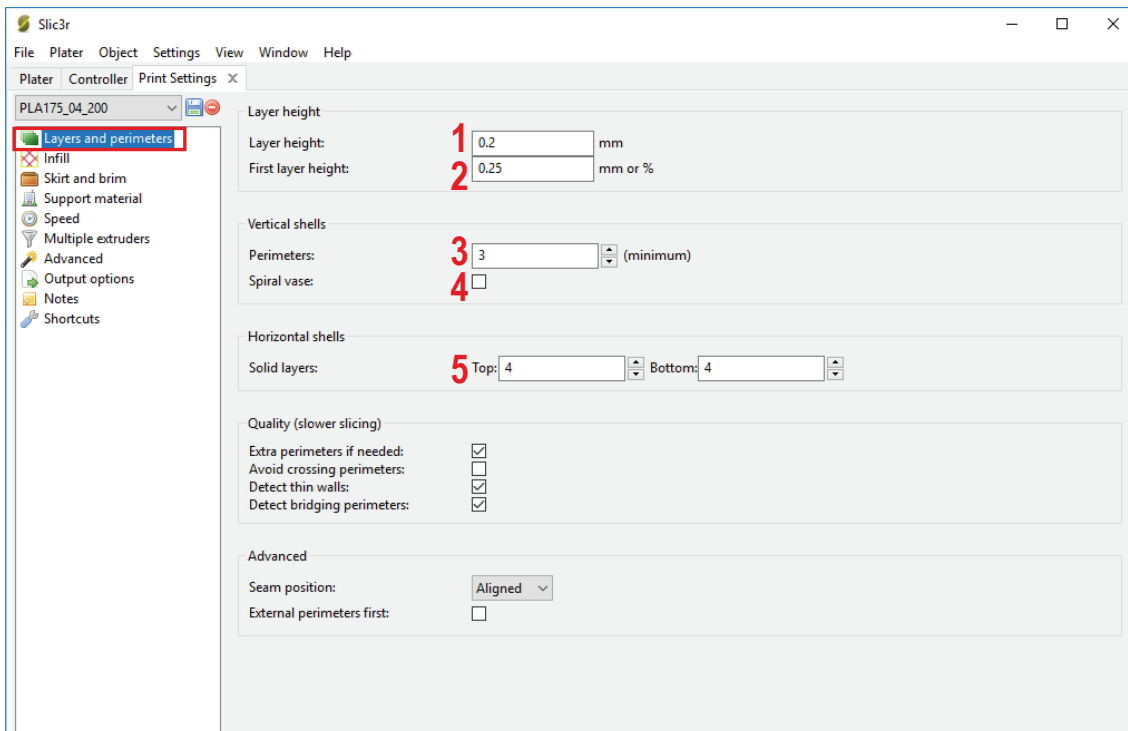 Slic3r
File Plater Object Settings View Window Help
Plater Controller Print Settings
PLA175_04_200
Layers and perimeters
Infill
Skirt and brim
Support material
Speed
Multiple extruders
Advanced
Output options
Notes
Shortcuts
Layer height
Layer height: 1 0.2 mm
First layer height: 2 0.25 mm or %
Vertical shells
Perimeters: 3 3 (minimum)
Spiral vase: 4
Horizontal shells
Solid layers: 5 Top: 4 Bottom: 4
Quality (slower slicing)
Extra perimeters if needed:
Avoid crossing perimeters:
Detect thin walls:
Detect bridging perimeters:
Advanced
Seam position: Aligned
External perimeters first: